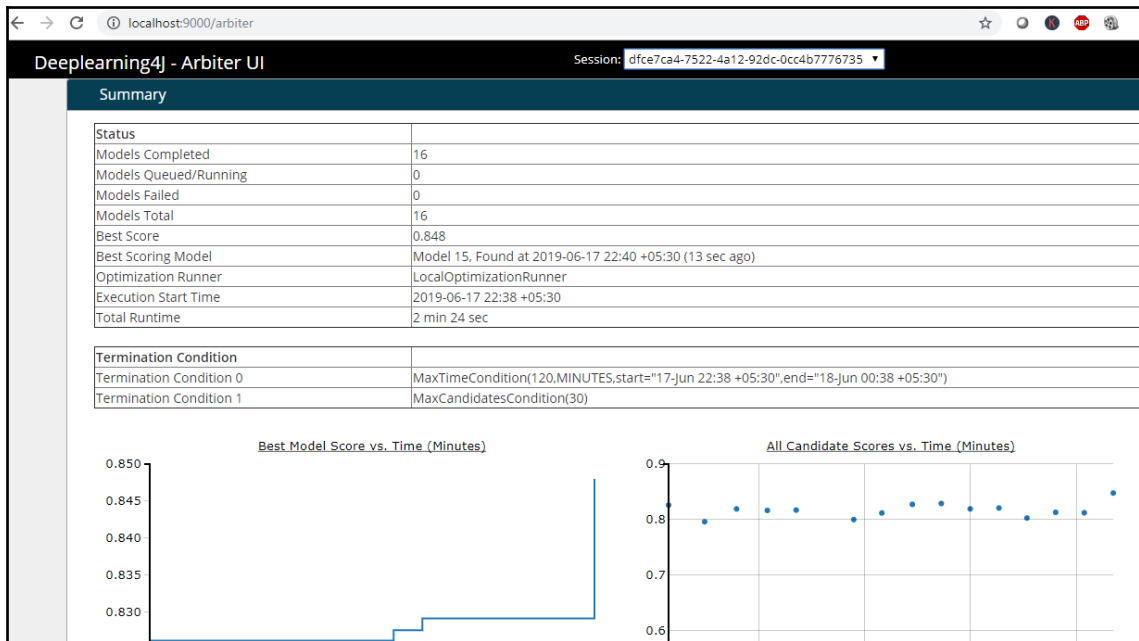 localhost:9000/arbiter
K
ABP
Deeplearning4J - Arbiter UI
Session: dfce7ca4-7522-4a12-92dc-0cc4b7776735
Summary
Status
Models Completed 16
Models Queued/Running 0
Models Failed 0
Models Total 16
Best Score 0.848
Best Scoring Model Model 15, Found at 2019-06-17 22:40 +05:30 (13 sec ago)
Optimization Runner LocalOptimizationRunner
Execution Start Time 2019-06-17 22:38 +05:30
Total Runtime 2 min 24 sec
Termination Condition
Termination Condition 0 MaxTimeCondition(120,MINUTES,start="17-Jun 22:38 +05:30",end="18-Jun 00:38 +05:30")
Termination Condition 1 MaxCandidatesCondition(30)
Best Model Score vs. Time (Minutes)
0.850
0.845
0.840
0.835
0.830
All Candidate Scores vs. Time (Minutes)
0.9
0.8
0.7
0.6